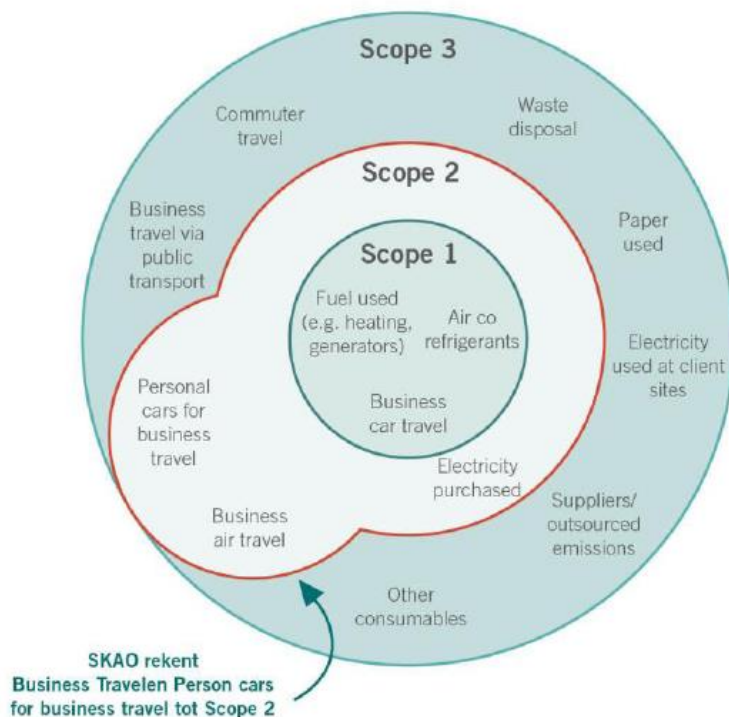 Scope 3
Commuter
travel
Waste
disposal
Scope 2
Business
travel via
public
transport
Paper
used
Scope 1
Fuel used
(e.g. heating,
generators)
Air co
refrigerants
Electricity
used at client
sites
Personal
cars for
business
travel
Business
car travel
Electricity
purchased
Suppliers/
outsourced
emissions
Business
air travel
Other
consumables
SKAO rekent
Business Travelen Person cars
for business travel tot Scope 2